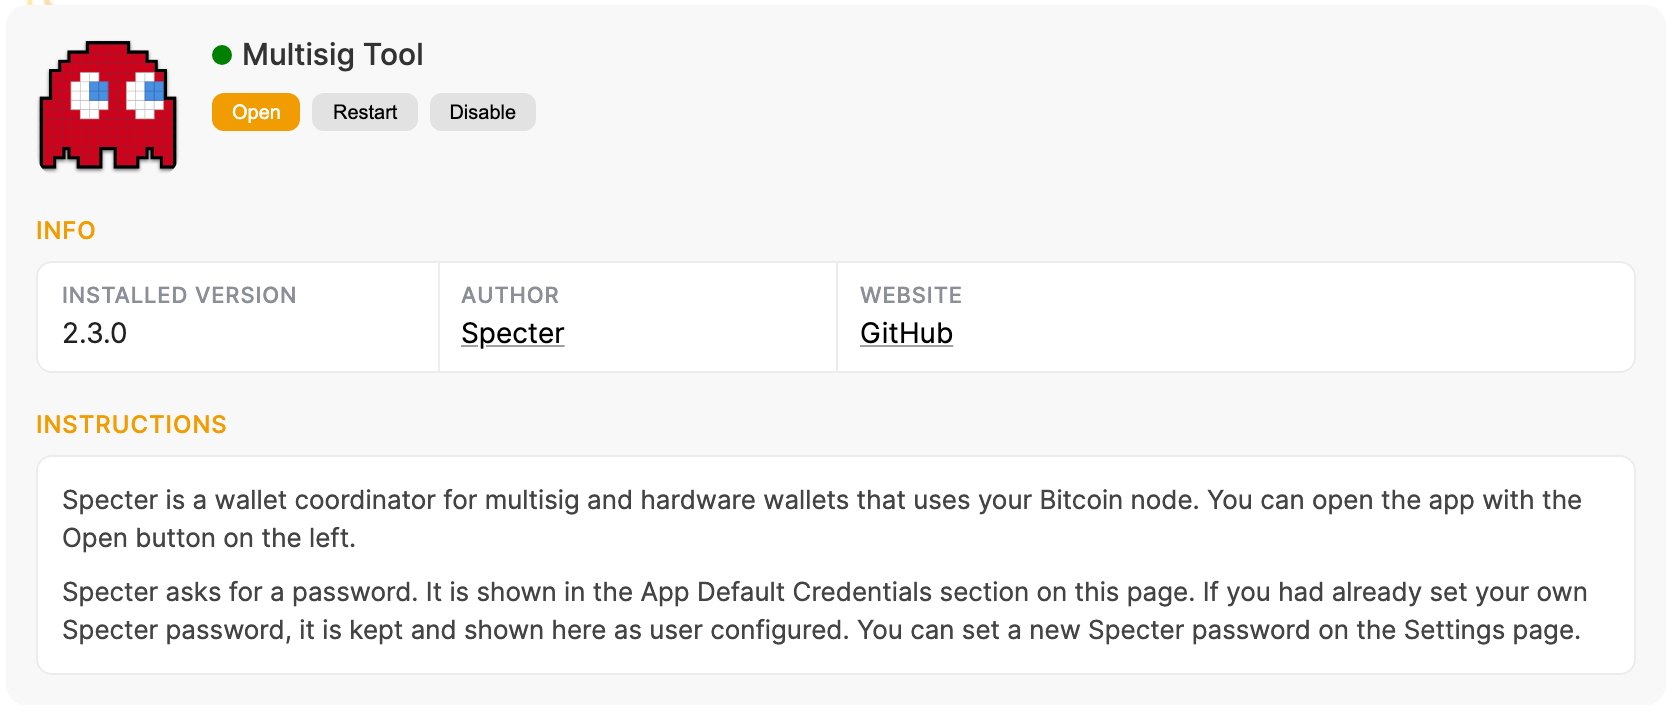 Multisig Tool
Open
Restart
Disable
INFO
INSTALLED VERSION
2.3.0
AUTHOR
Specter
WEBSITE
GitHub
INSTRUCTIONS
Specter is a wallet coordinator for multisig and hardware wallets that uses your Bitcoin node. You can open the app with the
Open button on the left.
Specter asks for a password. It is shown in the App Default Credentials section on this page. If you had already set your own
Specter password, it is kept and shown here as user configured. You can set a new Specter password on the Settings page.